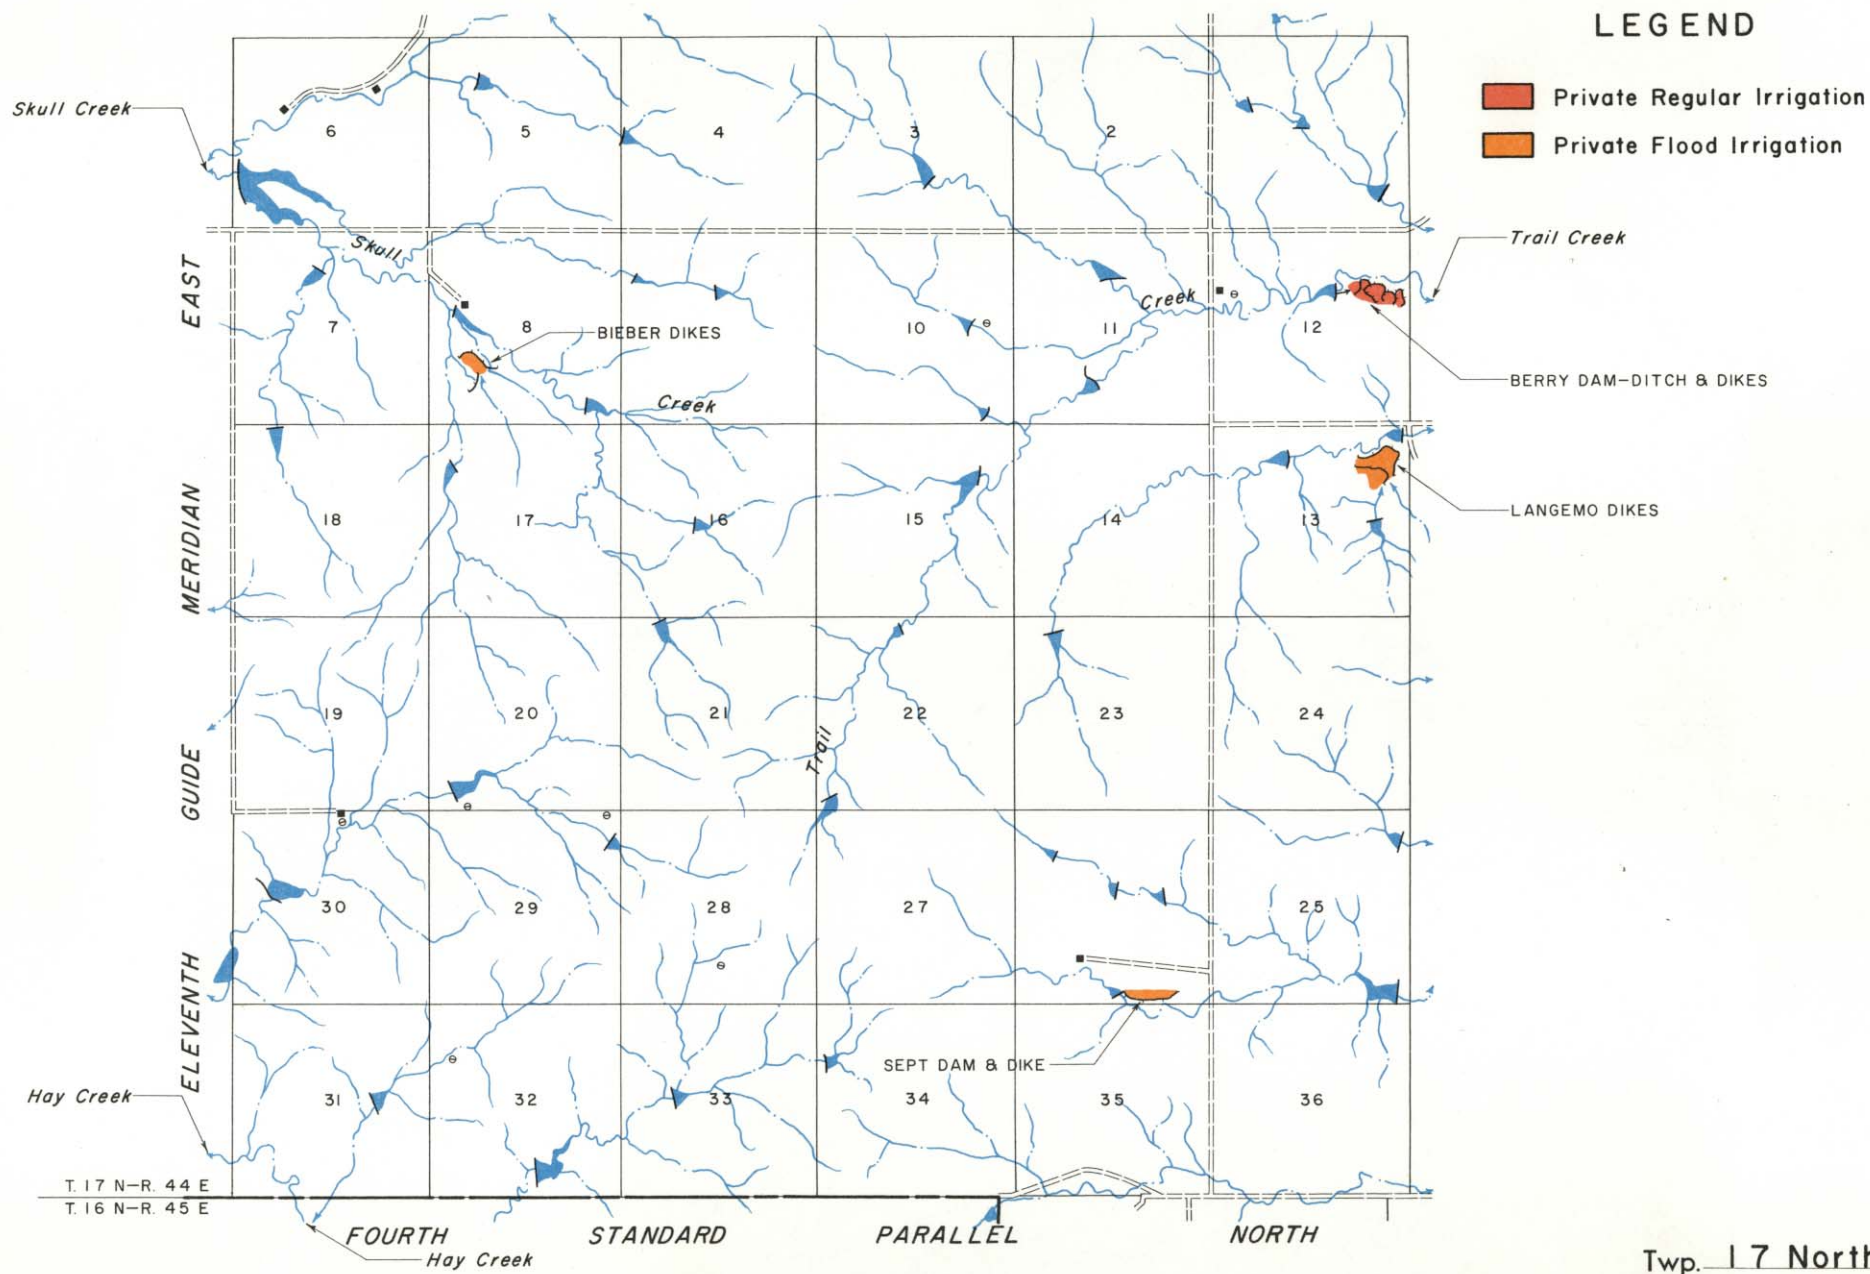 LEGEND
Private Regular Irrigation
Private Flood Irrigation
Skull Creek
6
5
4
3
2
Trail Creek
Skull
Creek
7
8
BIEBER DIKES
10
11
12
BERRY DAM-DITCH & DIKES
Creek
18
17
16
15
14
13
LANGEMO DIKES
19
20
21
22
23
24
Trail
30
29
28
27
25
SEPT DAM & DIKE
31
32
33
34
35
36
Hay Creek
ELEVENTH GUIDE MERIDIAN EAST
T. 17 N-R. 44 E
T. 16 N-R. 45 E
FOURTH STANDARD PARALLEL NORTH
Hay Creek
Twp. 17 North